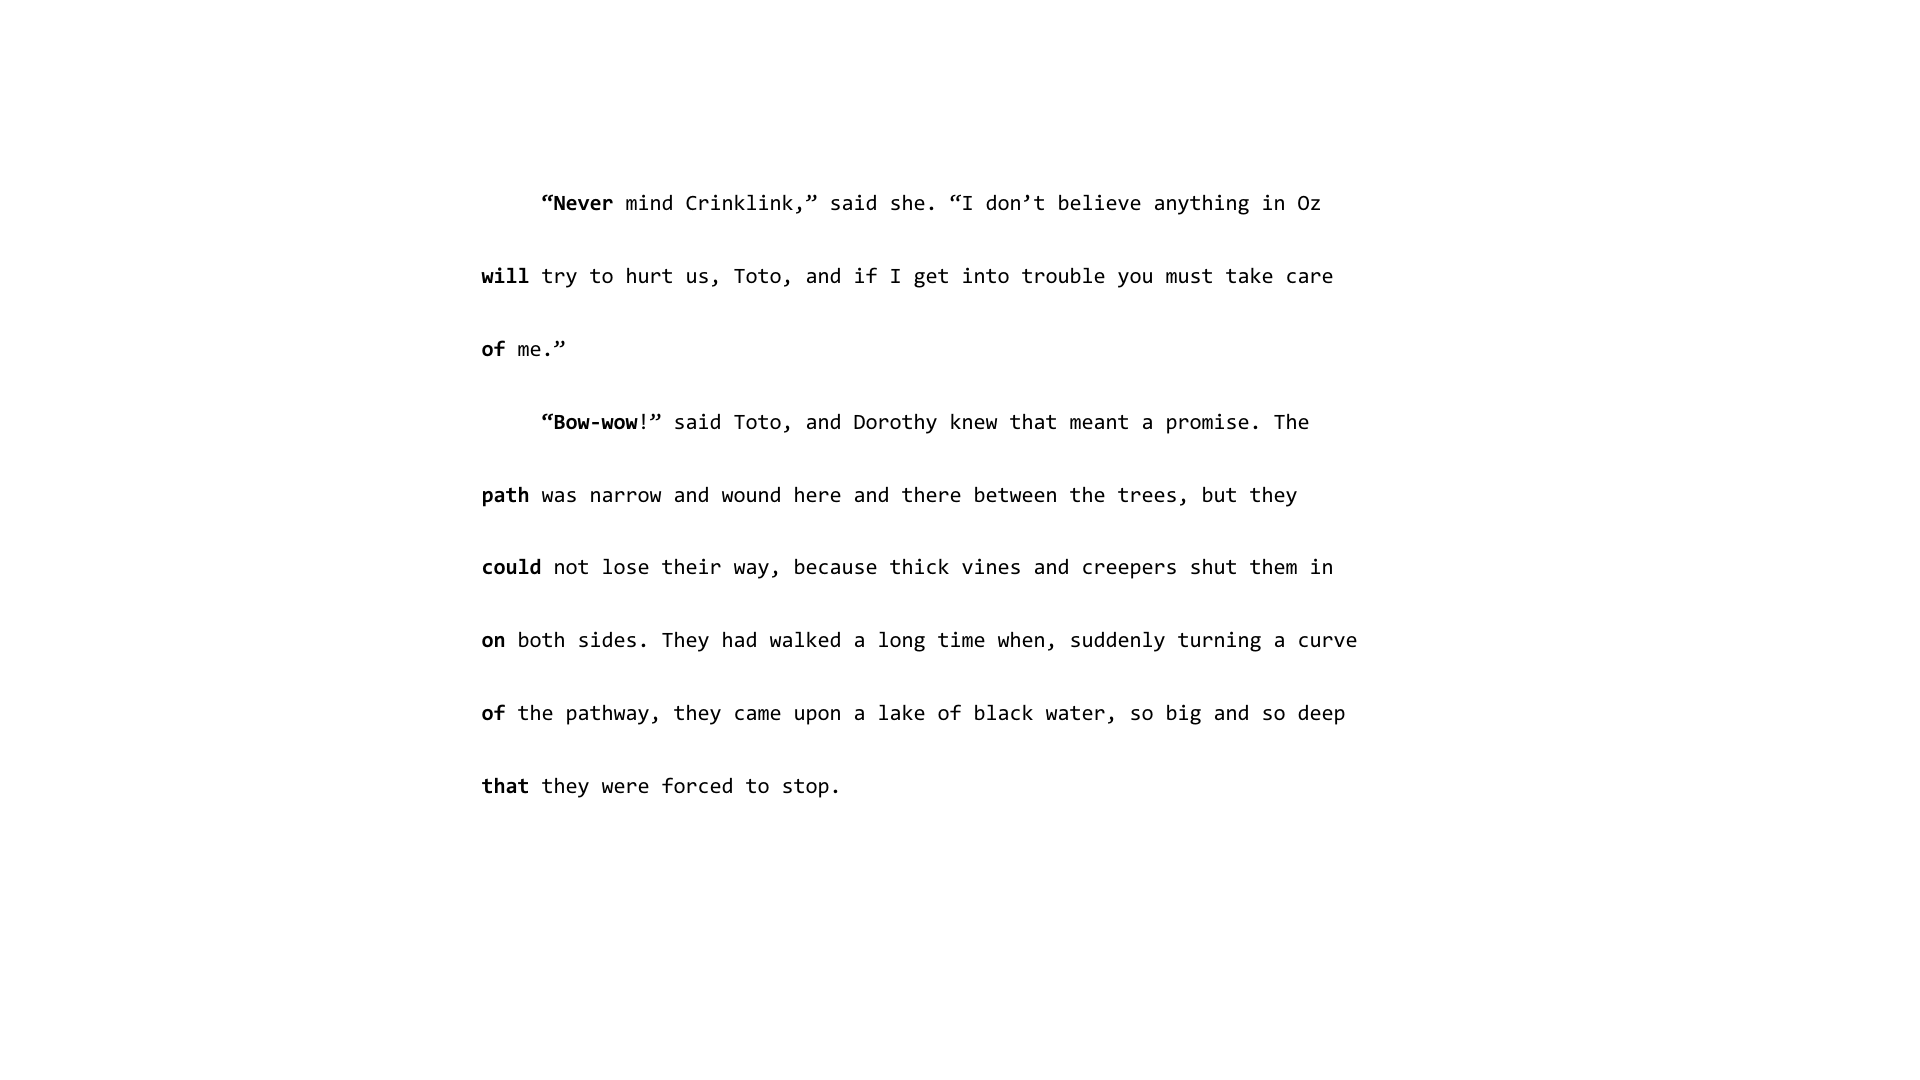 “Never mind Crinklink,” said she. “I don’t believe anything in Oz
will try to hurt us, Toto, and if I get into trouble you must take care
of me.”
“Bow-wow!” said Toto, and Dorothy knew that meant a promise. The
path was narrow and wound here and there between the trees, but they
could not lose their way, because thick vines and creepers shut them in
on both sides. They had walked a long time when, suddenly turning a curve
of the pathway, they came upon a lake of black water, so big and so deep
that they were forced to stop.